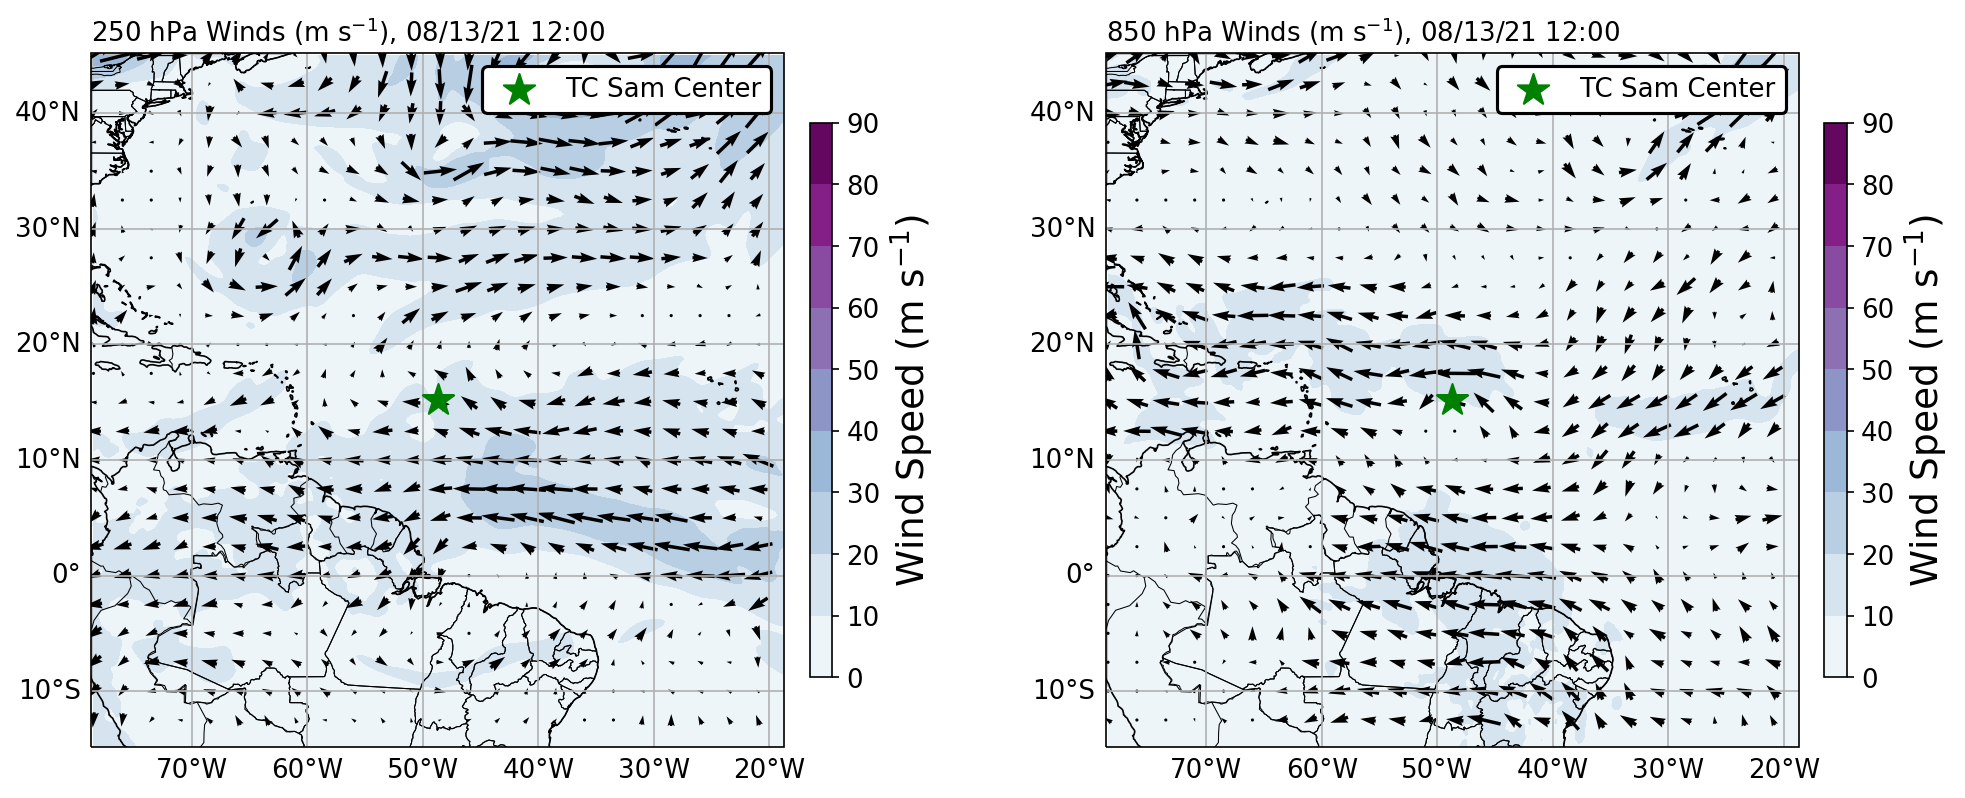 250 hPa Winds (m s⁻¹), 08/13/21 12:00
TC Sam Center
40°N
30°N
20°N
10°N
0°
10°S
70°W 60°W 50°W 40°W 30°W 20°W
90
80
70
60
50
40
30
20
10
0
Wind Speed (m s⁻¹)
850 hPa Winds (m s⁻¹), 08/13/21 12:00
TC Sam Center
40°N
30°N
20°N
10°N
0°
10°S
70°W 60°W 50°W 40°W 30°W 20°W
90
80
70
60
50
40
30
20
10
0
Wind Speed (m s⁻¹)